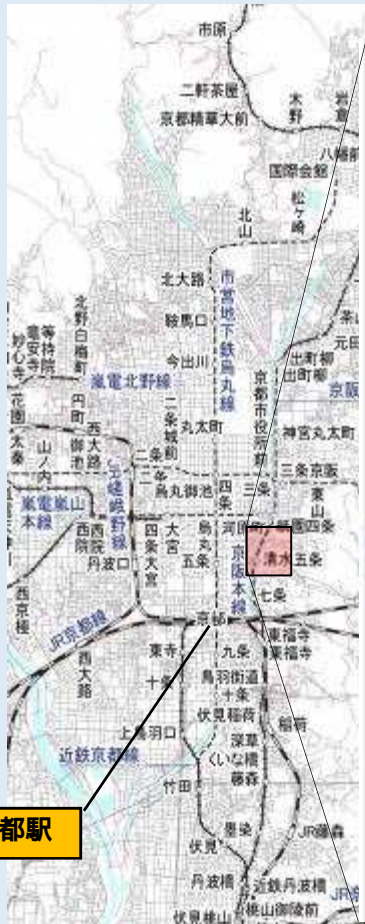 市原
二軒茶屋
京都精華大前
木野
岩倉
八幡前
国際会館
松ヶ崎
北山
北大路
市営地下鉄烏丸線
鞍馬口
今出川
北野白梅町
等持院
龍安寺
妙心寺
嵐電北野線
出町柳
出町柳
京都市役所前
神宮丸太町
丸太町
二条城前
円町
花園
太秦
西大路
御池
山ノ内
二条
二条
烏丸御池
四条
三条
三条京阪
東山
嵯峨野線
嵐電嵐山
本線
西院
西院
丹波口
四条大宮
大宮
烏丸
五条
祇園四条
清水五条
京阪本線
七条
西京極
JR京都線
西大路
京都
東寺
九条
東福寺
東福寺
十条
鳥羽街道
十条
伏見稲荷
稲荷
上鳥羽口
深草
くいな橋
藤森
近鉄京都線
竹田
都駅
墨染
伏見
JR藤森
丹波橋
近鉄丹波橋
伏見桃山
桃山御陵前